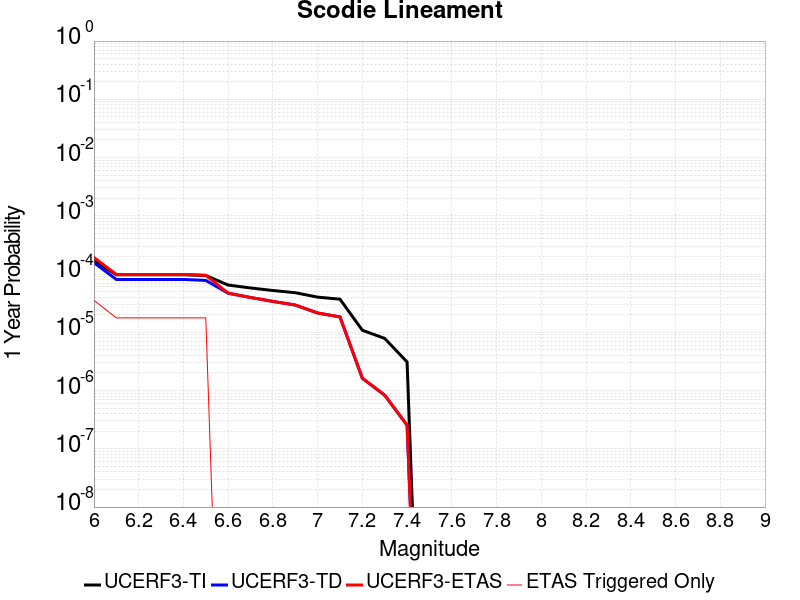 Scodie Lineament
10^0
10^-1
10^-2
10^-3
10^-4
10^-5
10^-6
10^-7
10^-8
1 Year Probability
6 6.2 6.4 6.6 6.8 7 7.2 7.4 7.6 7.8 8 8.2 8.4 8.6 8.8 9
Magnitude
UCERF3-TI UCERF3-TD UCERF3-ETAS ETAS Triggered Only